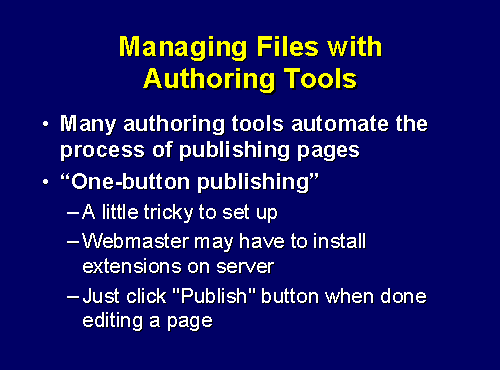 Managing Files with
Authoring Tools
• Many authoring tools automate the
process of publishing pages
• “One-button publishing”
–A little tricky to set up
–Webmaster may have to install
extensions on server
–Just click "Publish" button when done
editing a page